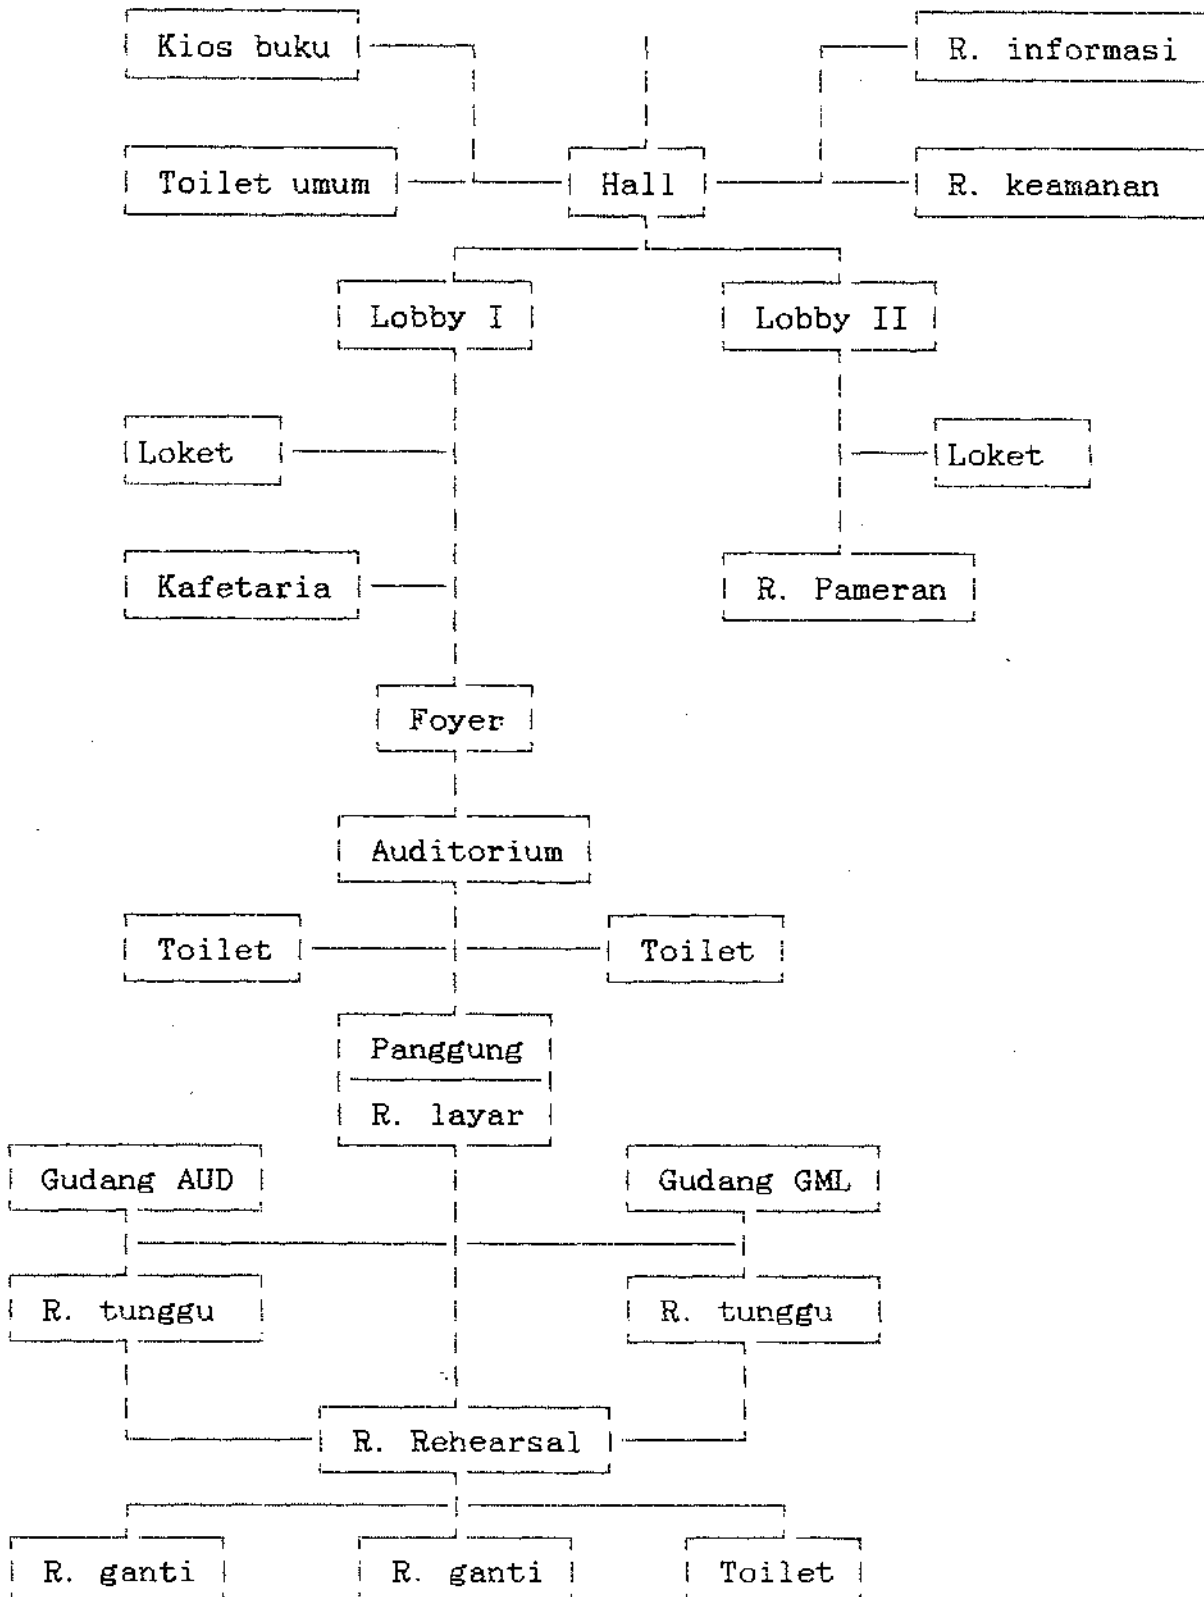 Kios buku
R. informasi
Toilet umum
Hall
R. keamanan
Lobby I
Lobby II
Loket
Loket
Kafetaria
R. Pameran
Foyer
Auditorium
Toilet
Toilet
Panggung
R. layar
Gudang AUD
Gudang GML
R. tunggu
R. tunggu
R. Rehearsal
R. ganti
R. ganti
Toilet